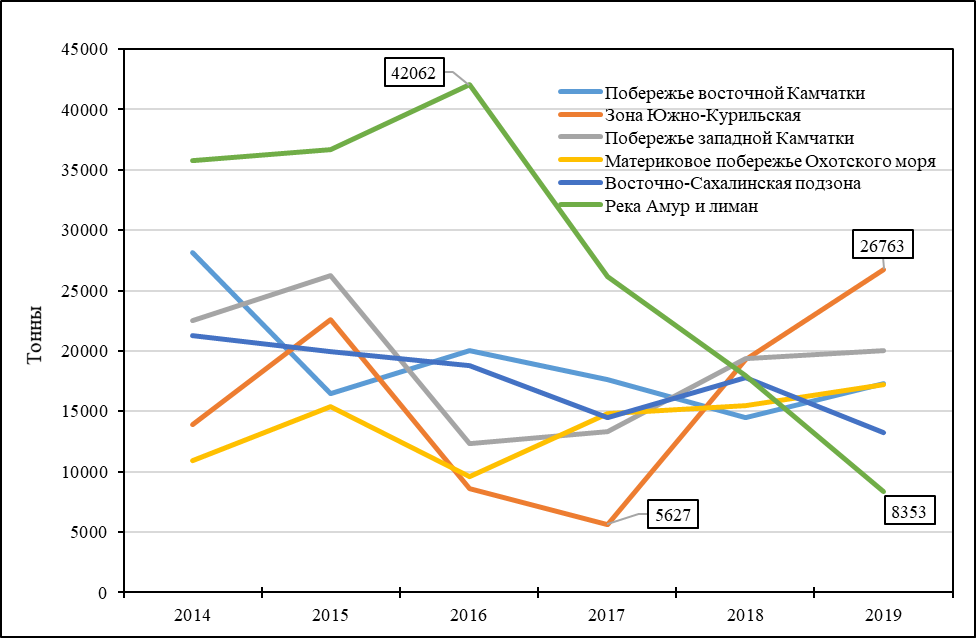 45000
40000
35000
30000
25000
20000
15000
10000
5000
0
Тонны
42062
Побережье восточной Камчатки
Зона Южно-Курильская
Побережье западной Камчатки
Материковое побережье Охотского моря
Восточно-Сахалинская подзона
Река Амур и лиман
26763
5627
8353
2014 2015 2016 2017 2018 2019